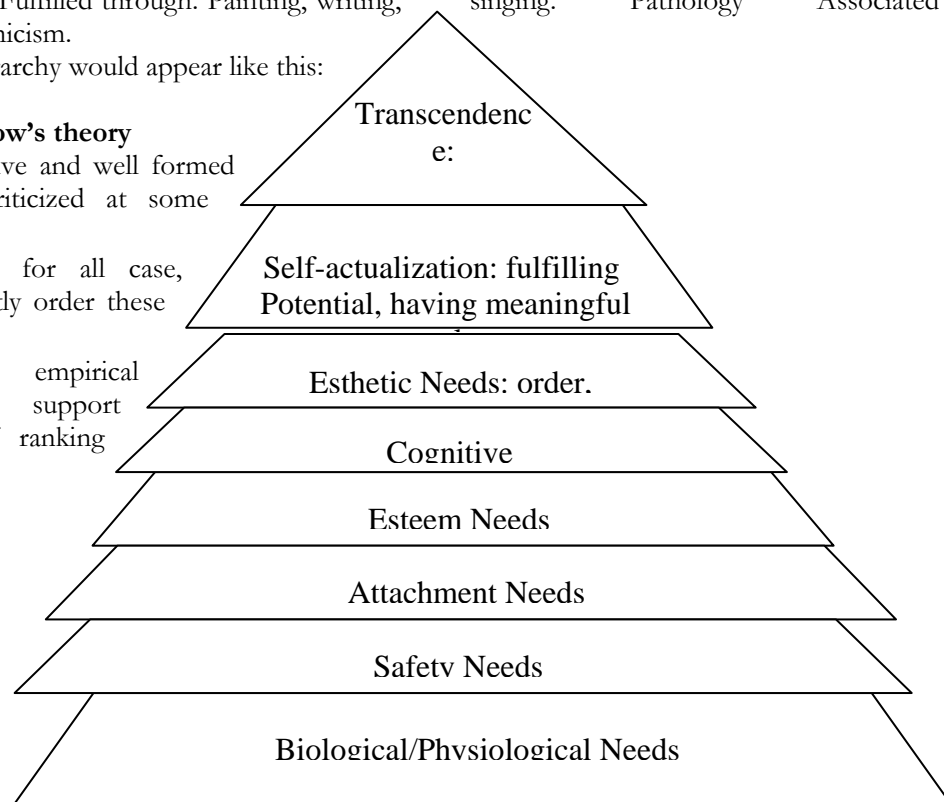 Fulfilled through: Painting, writing, singing. Pathology Associated
nicism.
archy would appear like this:
ow's theory
ive and well formed
riticized at some
for all case,
tly order these
empirical
support
ranking
Transcendenc
e:
Self-actualization: fulfilling
Potential, having meaningful
Esthetic Needs: order.
Cognitive
Esteem Needs
Attachment Needs
Safety Needs
Biological/Physiological Needs